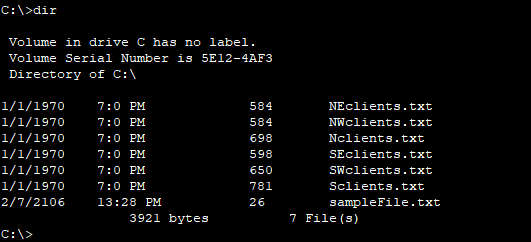 C:\>dir
Volume in drive C has no label.
Volume Serial Number is 5E12-4AF3
Directory of C:\
1/1/1970 7:0 PM 584 NEclients.txt
1/1/1970 7:0 PM 584 NWclients.txt
1/1/1970 7:0 PM 698 Nclients.txt
1/1/1970 7:0 PM 598 SEclients.txt
1/1/1970 7:0 PM 650 SWclients.txt
1/1/1970 7:0 PM 781 Sclients.txt
2/7/2106 13:28 PM 26 sampleFile.txt
3921 bytes 7 File(s)
C:\>